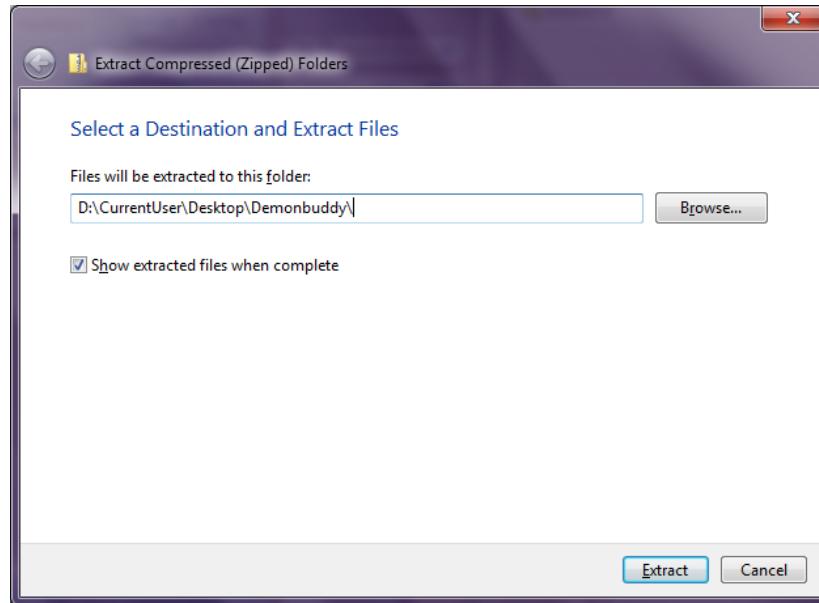 Extract Compressed (Zipped) Folders
Select a Destination and Extract Files
Files will be extracted to this folder:
D:\CurrentUser\Desktop\Demonbuddy\
Browse...
Show extracted files when complete
Extract
Cancel